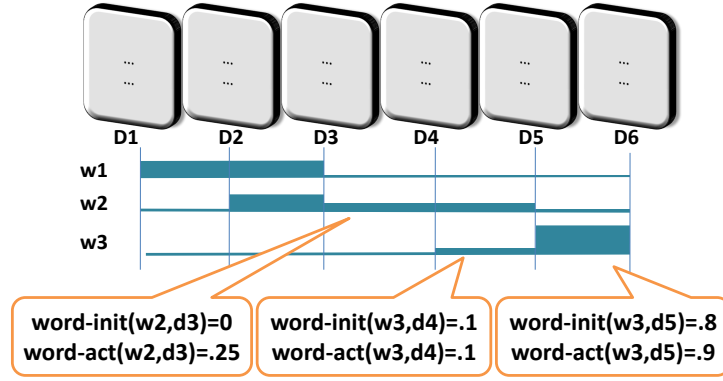 ... ... ... ... ... ...
... ... ... ... ... ...
D1 D2 D3 D4 D5 D6
w1
w2
w3
word-init(w2,d3)=0
word-act(w2,d3)=.25
word-init(w3,d4)=.1
word-act(w3,d4)=.1
word-init(w3,d5)=.8
word-act(w3,d5)=.9